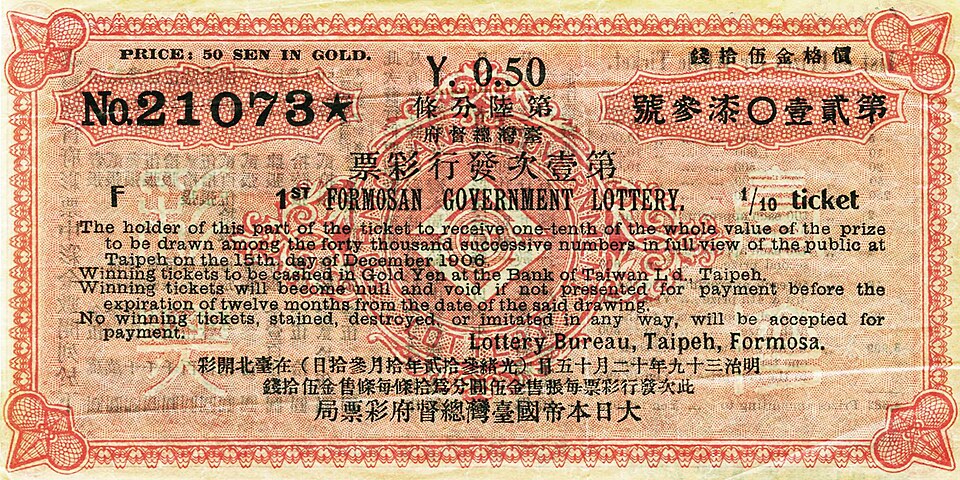 PRICE: 50 SEN IN GOLD.
Y. 0.50
價格金伍拾錢
No. 21073★
第陸分條
第貳壹〇漆參號
臺灣總督府
第壹次發行彩票
F 1ST FORMOSAN GOVERNMENT LOTTERY. 1/10 ticket
The holder of this part of the ticket to receive one-tenth of the whole value of the prize
to be drawn among the forty thousand successive numbers in full view of the public at
Taipeh on the 15th. day of December 1906.
Winning tickets to be cashed in Gold Yen at the Bank of Taiwan L'd. Taipeh.
Winning tickets will become null and void if not presented for payment before the
expiration of twelve months from the date of the said drawing.
No winning tickets, stained, destroyed, or imitated in any way, will be accepted for
payment.
Lottery Bureau, Taipeh, Formosa.
明治三十九年十二月十五日(光緒參拾貳年拾月參拾日)在臺北開彩
此次發行彩票每張售金伍圓分爲拾條每條售金伍拾錢
大日本帝國臺灣總督府彩票局